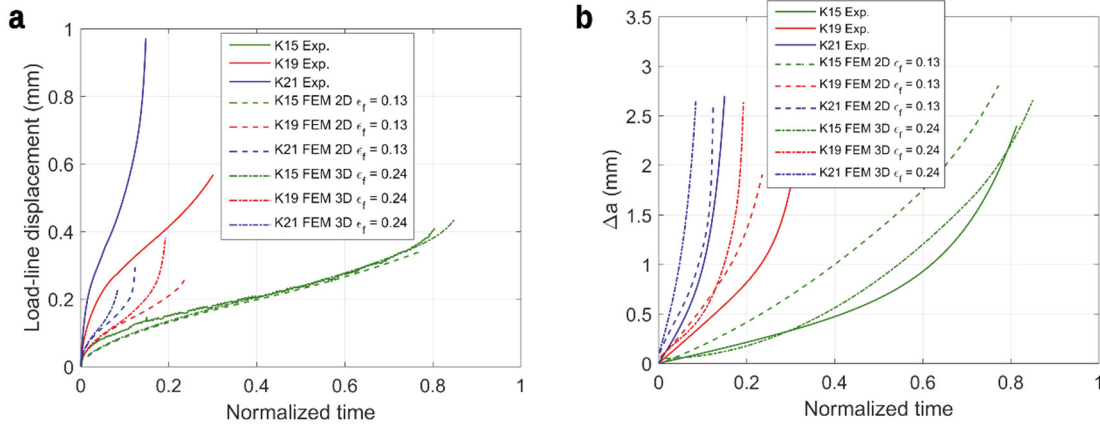 a
Load-line displacement (mm)
1
0.8
0.6
0.4
0.2
0
0 0.2 0.4 0.6 0.8 1
Normalized time
K15 Exp.
K19 Exp.
K21 Exp.
K15 FEM 2D ϵf = 0.13
K19 FEM 2D ϵf = 0.13
K21 FEM 2D ϵf = 0.13
K15 FEM 3D ϵf = 0.24
K19 FEM 3D ϵf = 0.24
K21 FEM 3D ϵf = 0.24
b
Δa (mm)
3.5
3
2.5
2
1.5
1
0.5
0
0 0.2 0.4 0.6 0.8 1
Normalized time
K15 Exp.
K19 Exp.
K21 Exp.
K15 FEM 2D ϵf = 0.13
K19 FEM 2D ϵf = 0.13
K21 FEM 2D ϵf = 0.13
K15 FEM 3D ϵf = 0.24
K19 FEM 3D ϵf = 0.24
K21 FEM 3D ϵf = 0.24